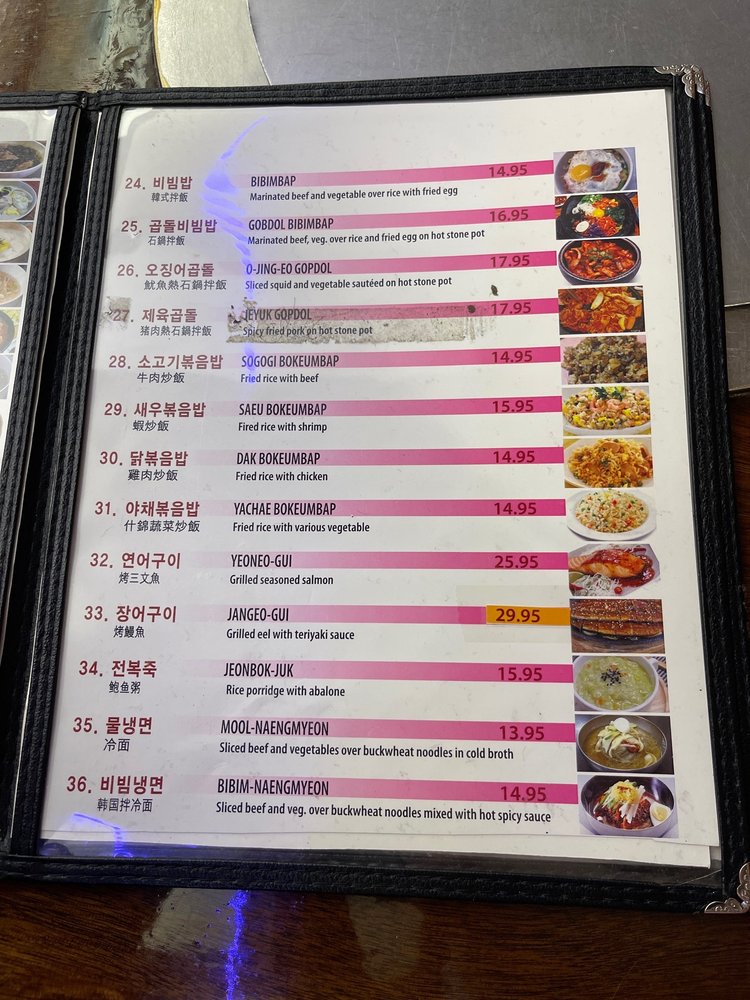 24. 비빔밥 BIBIMBAP 14.95
韓式拌飯 Marinated beef and vegetable over rice with fried egg
25. 곱돌비빔밥 GOBDOL BIBIMBAP 16.95
石鍋拌飯 Marinated beef, veg. over rice and fried egg on hot stone pot
26. 오징어곱돌 O-JING-EO GOPDOL 17.95
魷魚熱石鍋拌飯 Sliced squid and vegetable sautéed on hot stone pot
27. 제육곱돌 JEYUK GOPDOL 17.95
猪肉熱石鍋拌飯 Spicy fried pork pn hot stone pot
28. 소고기볶음밥 SOGOGI BOKEUMBAP 14.95
牛肉炒飯 Fried rice with beef
29. 새우볶음밥 SAEU BOKEUMBAP 15.95
蝦炒飯 Fired rice with shrimp
30. 닭볶음밥 DAK BOKEUMBAP 14.95
雞肉炒飯 Fried rice with chicken
31. 야채볶음밥 YACHAE BOKEUMBAP 14.95
什錦蔬菜炒飯 Fried rice with various vegetable
32. 연어구이 YEONEO-GUI 25.95
烤三文魚 Grilled seasoned salmon
33. 장어구이 JANGEO-GUI 29.95
烤鰻魚 Grilled eel with teriyaki sauce
34. 전복죽 JEONBOK-JUK 15.95
鲍鱼粥 Rice porridge with abalone
35. 물냉면 MOOL-NAENGMYEON 13.95
冷面 Sliced beef and vegetables over buckwheat noodles in cold broth
36. 비빔냉면 BIBIM-NAENGMYEON 14.95
韩国拌冷面 Sliced beef and veg. over buckwheat noodles mixed with hot spicy sauce